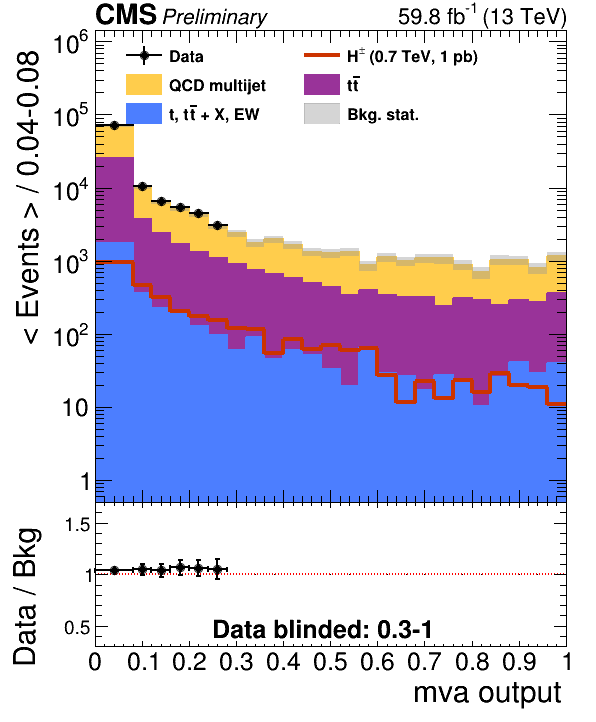 CMS Preliminary 59.8 fb⁻¹ (13 TeV)
< Events > / 0.04-0.08
10⁶
10⁵
10⁴
10³
10²
10
1
Data
H± (0.7 TeV, 1 pb)
QCD multijet
tt̄
t, tt̄ + X, EW
Bkg. stat.
Data / Bkg
1.5
1
0.5
Data blinded: 0.3-1
0 0.1 0.2 0.3 0.4 0.5 0.6 0.7 0.8 0.9 1
mva output